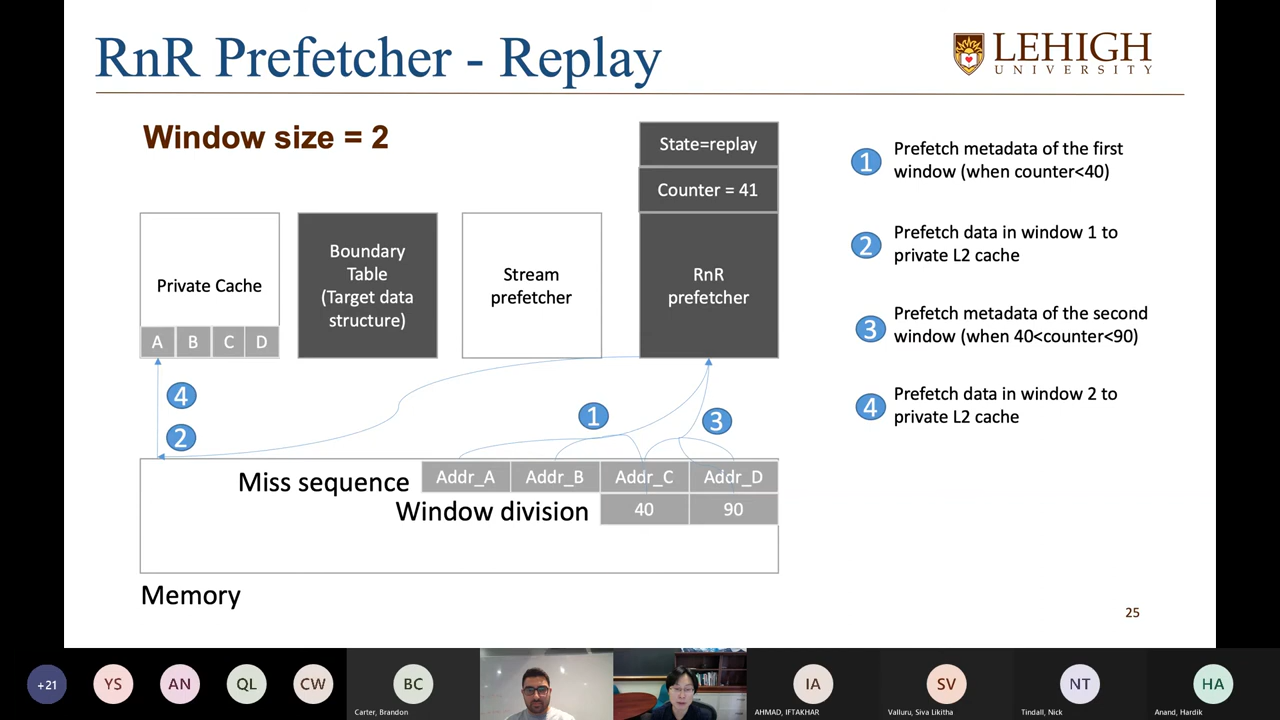 RnR Prefetcher - Replay
LEHIGH
UNIVERSITY
Window size = 2
State=replay
Counter = 41
RnR
prefetcher
Private Cache
A B C D
Boundary
Table
(Target data
structure)
Stream
prefetcher
1 Prefetch metadata of the first
window (when counter<40)
2 Prefetch data in window 1 to
private L2 cache
3 Prefetch metadata of the second
window (when 40<counter<90)
4 Prefetch data in window 2 to
private L2 cache
4
2
1
3
Miss sequence Addr_A Addr_B Addr_C Addr_D
Window division 40 90
Memory
25
+21 YS AN QL CW BC IA SV NT HA
Carter, Brandon
AHMAD, IFTAKHAR
Valluru, Siva Likitha
Tindall, Nick
Anand, Hardik